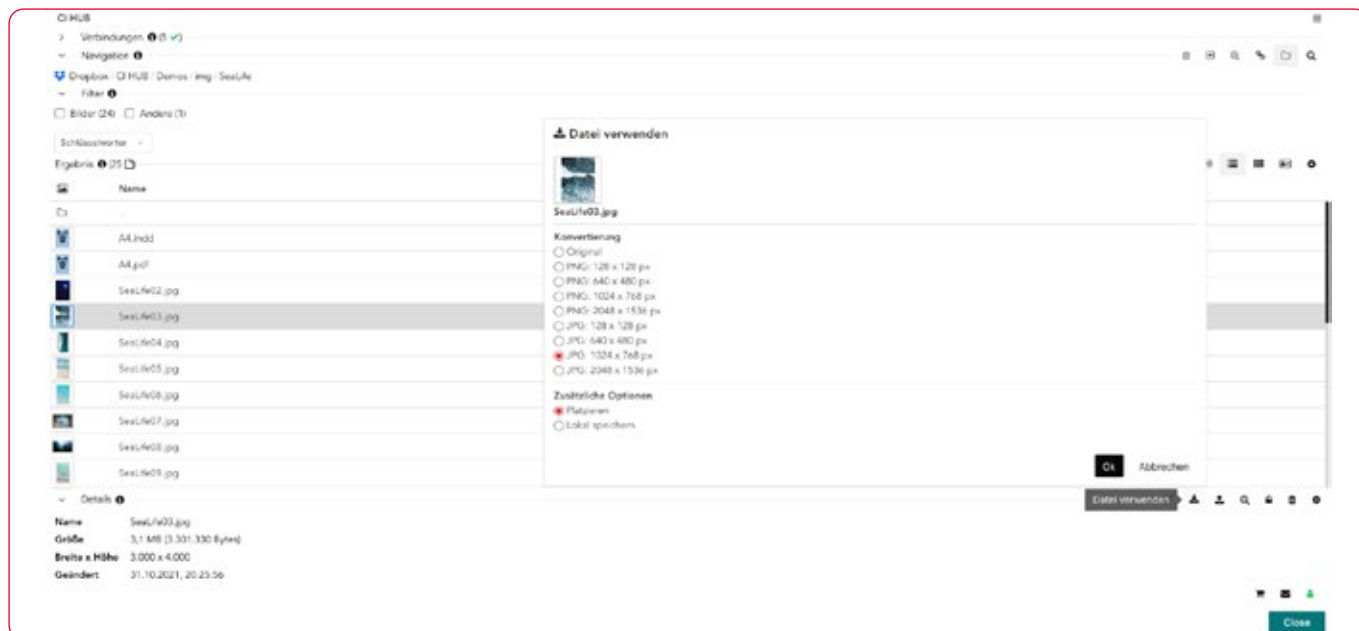 CI HUB
Verbindungen (5 ✓)
Navigation
Dropbox / CI HUB / Demos / img / SeaLife
Filter
Bilder (24) Andere (1)
Schlüsselwörter
Ergebnis (25
Name
..
A4.indd
A4.pdf
SeaLife02.jpg
SeaLife03.jpg
SeaLife04.jpg
SeaLife05.jpg
SeaLife06.jpg
SeaLife07.jpg
SeaLife08.jpg
SeaLife09.jpg
Datei verwenden
SeaLife03.jpg
Konvertierung
Original
PNG: 128 x 128 px
PNG: 640 x 480 px
PNG: 1024 x 768 px
PNG: 2048 x 1536 px
JPG: 128 x 128 px
JPG: 640 x 480 px
JPG: 1024 x 768 px
JPG: 2048 x 1536 px
Zusätzliche Optionen
Platzieren
Lokal speichern
Ok Abbrechen
Details
Datei verwenden
Name SeaLife03.jpg
Größe 3,1 MB (3.301.330 Bytes)
Breite x Höhe 3.000 x 4.000
Geändert 31.10.2021, 20:25:56
Close